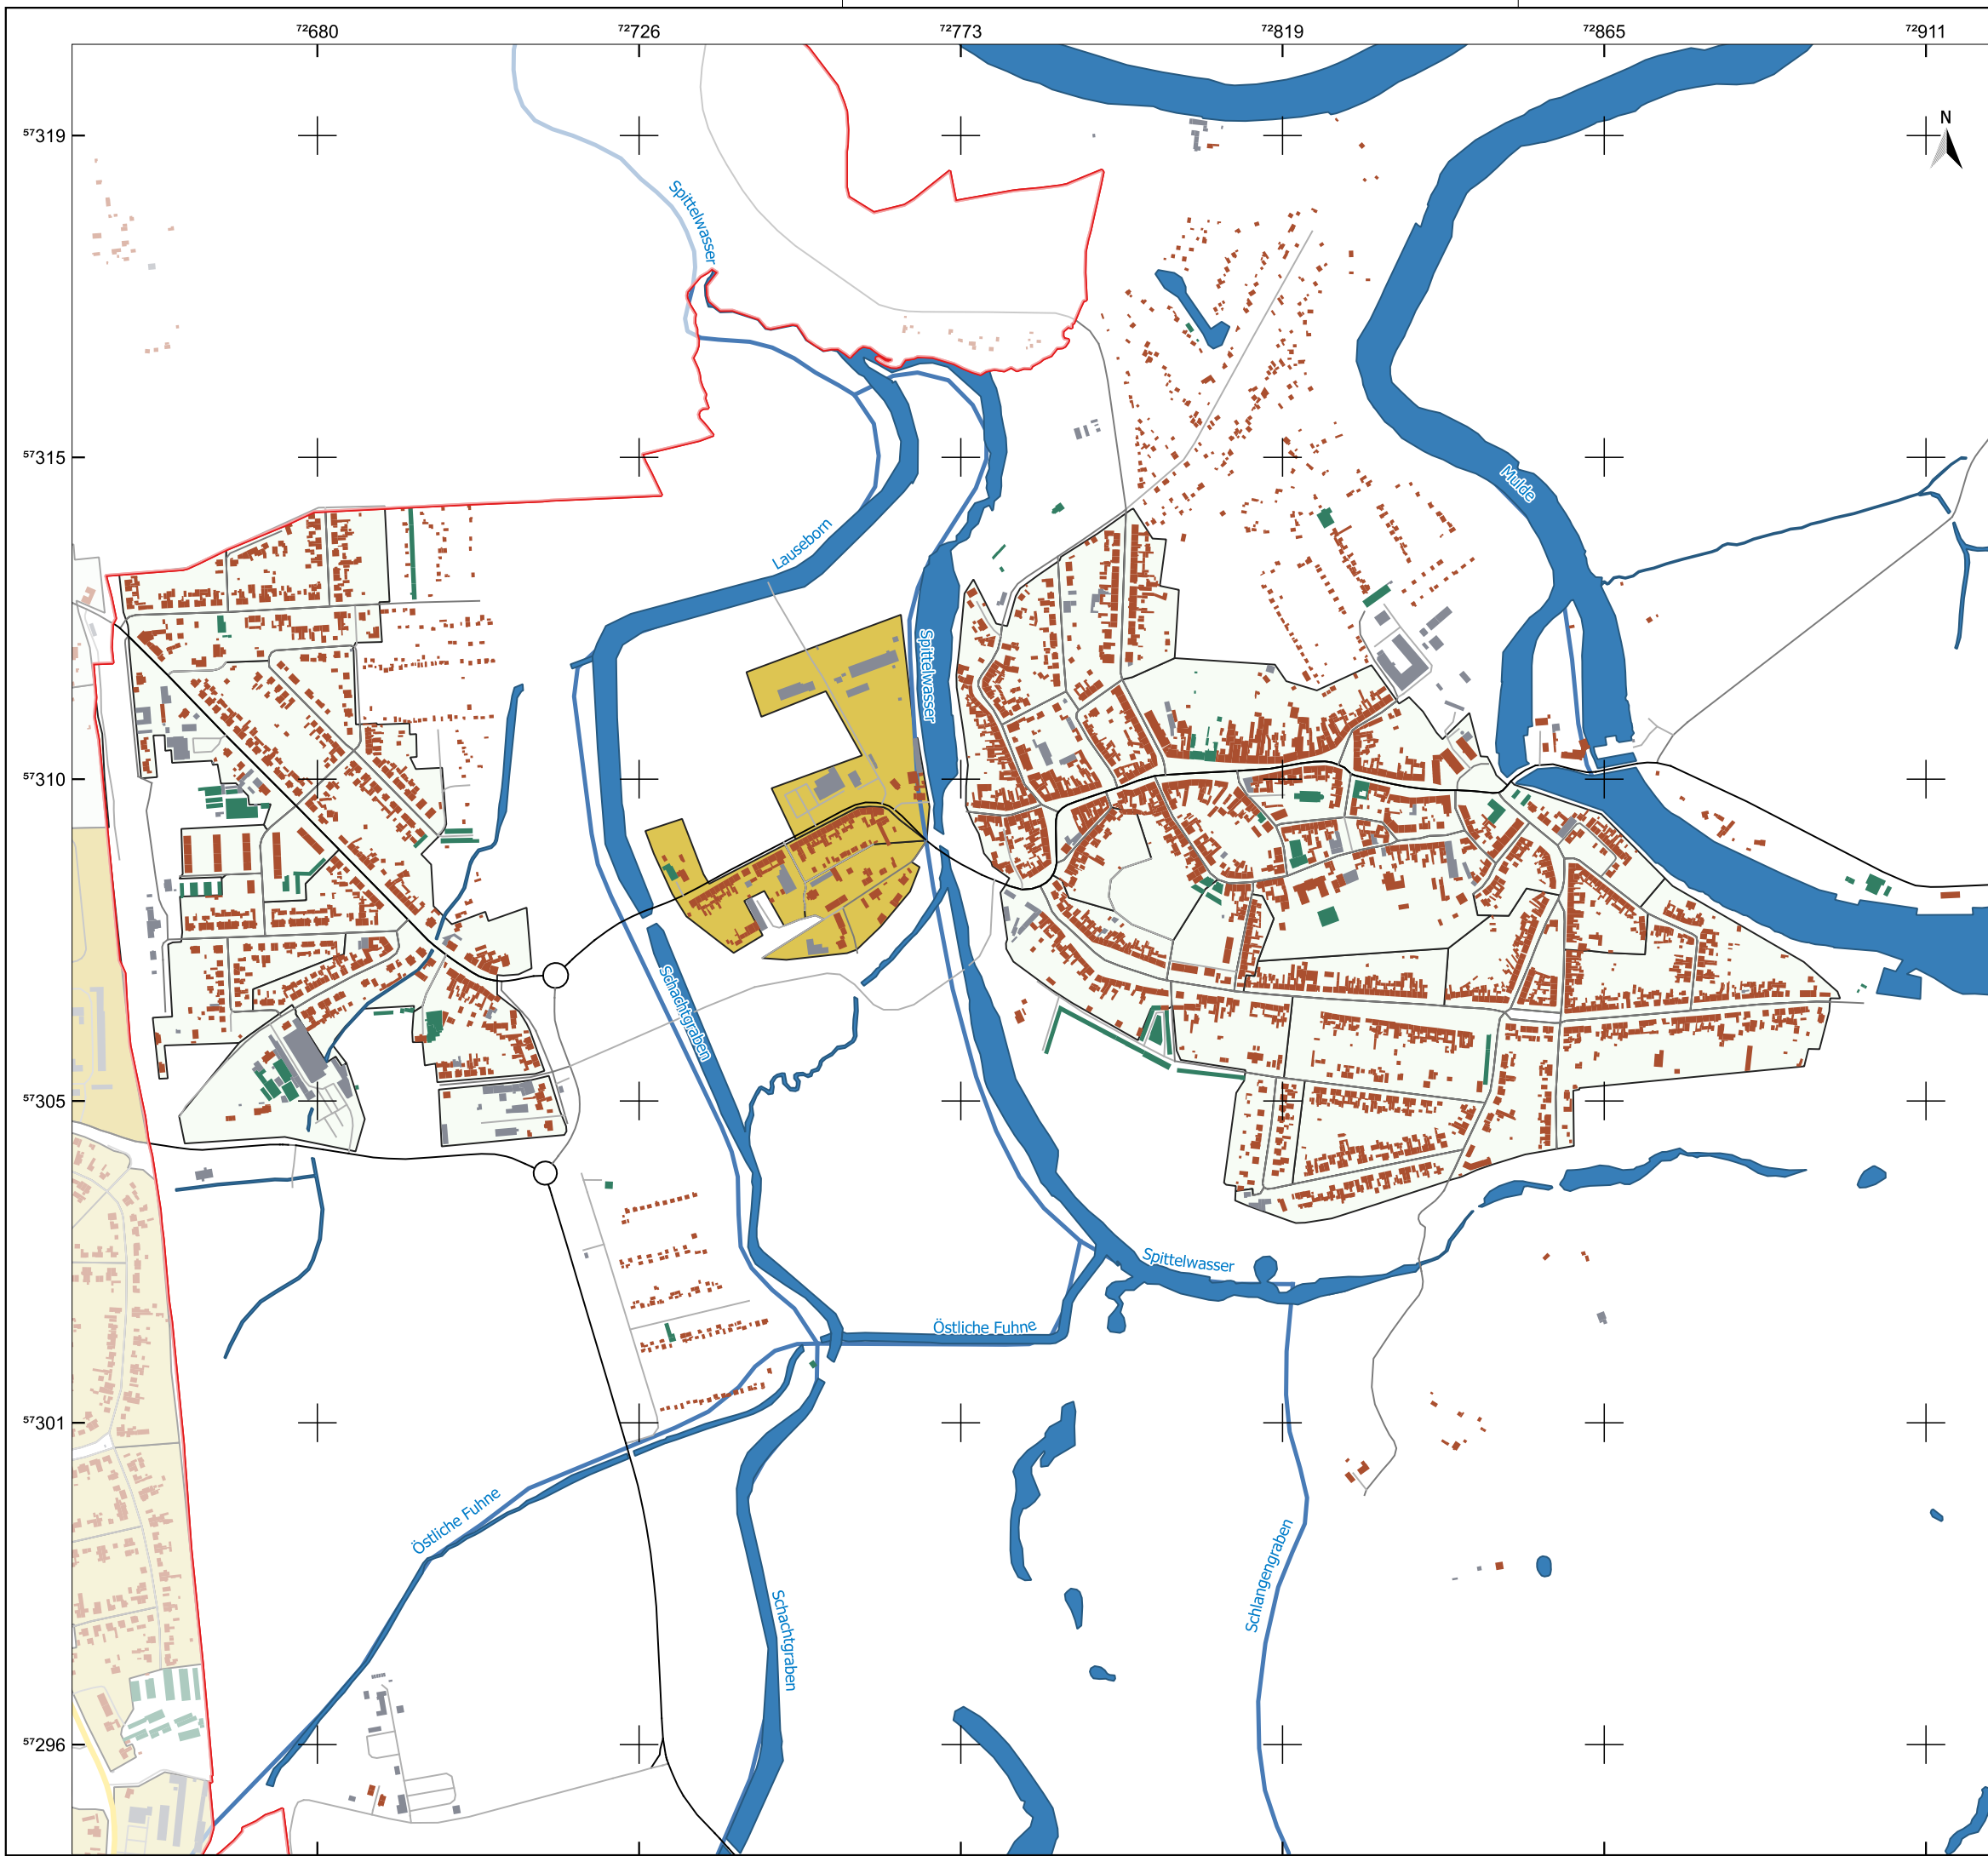 72680 72726 72773 72819 72865 72911
57319
N
Spittelwasser
57315
Mulde
Lauseborn
Spittelwasser
57310
Schachtgraben
57305
Spittelwasser
Östliche Fuhne
57301
Östliche Fuhne
Schlangengraben
Schachtgraben
57296